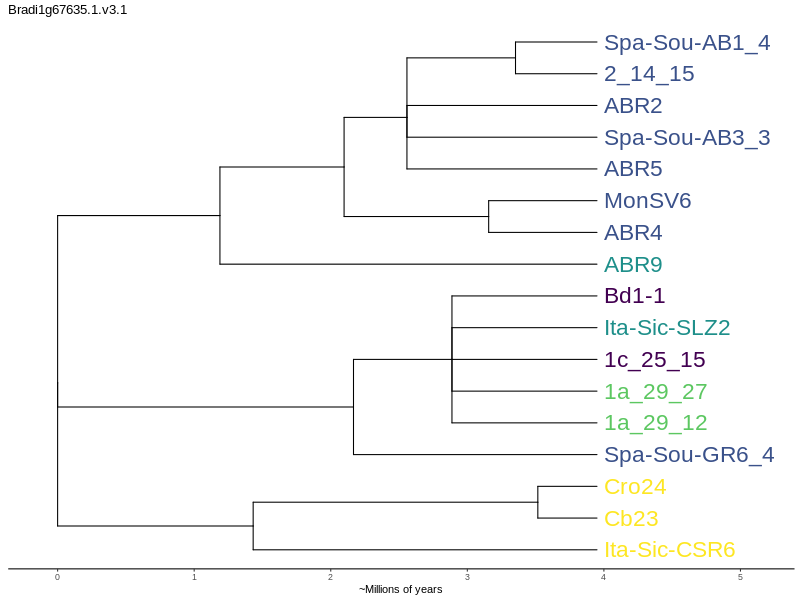 Bradi1g67635.1.v3.1
Spa-Sou-AB1_4
2_14_15
ABR2
Spa-Sou-AB3_3
ABR5
MonSV6
ABR4
ABR9
Bd1-1
Ita-Sic-SLZ2
1c_25_15
1a_29_27
1a_29_12
Spa-Sou-GR6_4
Cro24
Cb23
Ita-Sic-CSR6
0 1 2 3 4 5
~Millions of years